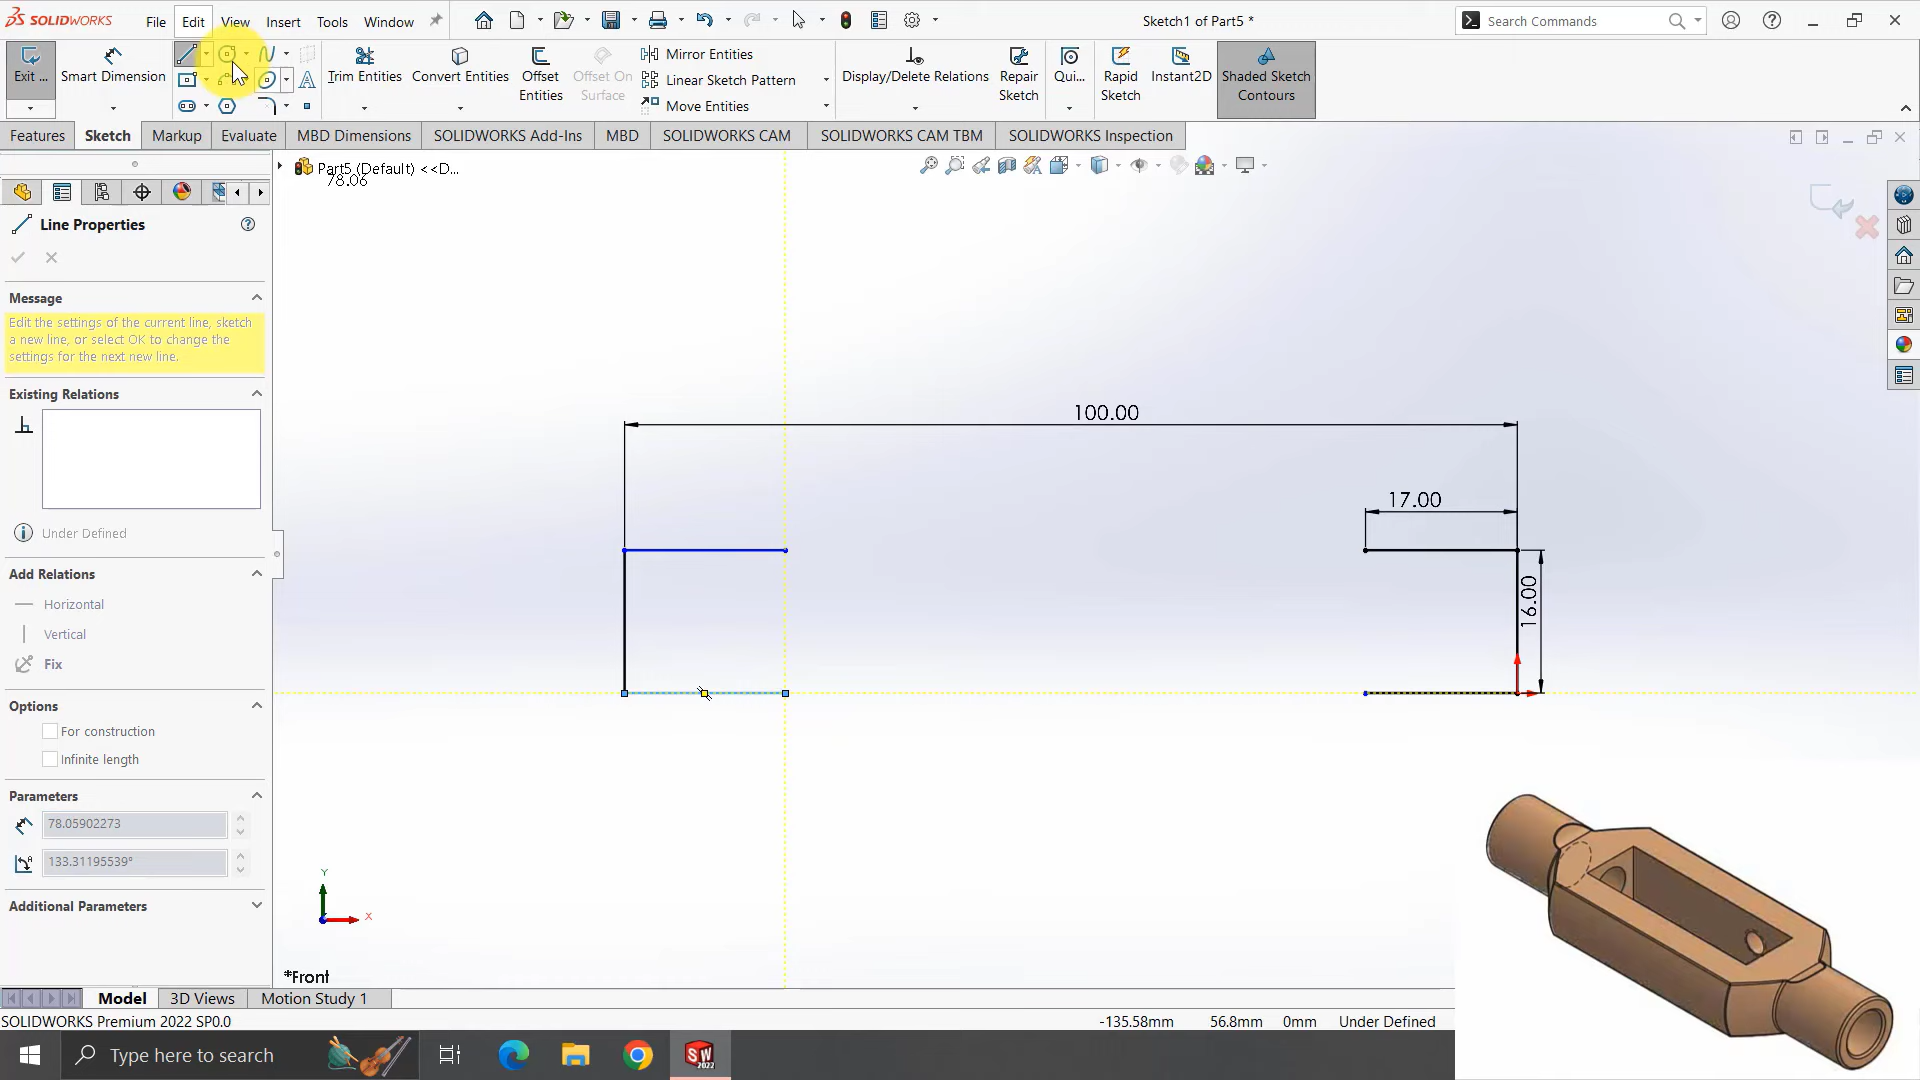 SOLIDWORKS File Edit View Insert Tools Window Sketch1 of Part5 * Search Commands
Exit ... Smart Dimension Trim Entities Convert Entities Offset Entities Offset On Surface Mirror Entities Linear Sketch Pattern Move Entities Display/Delete Relations Repair Sketch Qui... Rapid Sketch Instant2D Shaded Sketch Contours
Features Sketch Markup Evaluate MBD Dimensions SOLIDWORKS Add-Ins MBD SOLIDWORKS CAM SOLIDWORKS CAM TBM SOLIDWORKS Inspection
Part5 (Default) <<D...
78.06
Line Properties
Message
Edit the settings of the current line, sketch
a new line, or select OK to change the
settings for the next new line.
Existing Relations
Under Defined
Add Relations
Horizontal
Vertical
Fix
Options
For construction
Infinite length
Parameters
78.05902273
133.31195539°
Additional Parameters
100.00
17.00
16.00
Y
X
*Front
Model 3D Views Motion Study 1
SOLIDWORKS Premium 2022 SP0.0 -135.58mm 56.8mm 0mm Under Defined
Type here to search
SW
2022